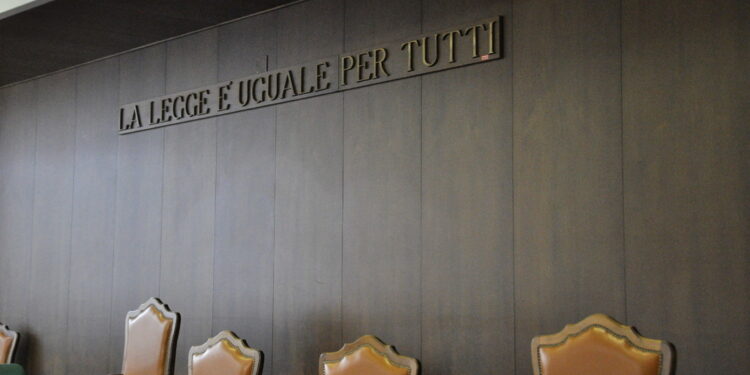 LA LEGGE E' UGUALE PER TUTTI